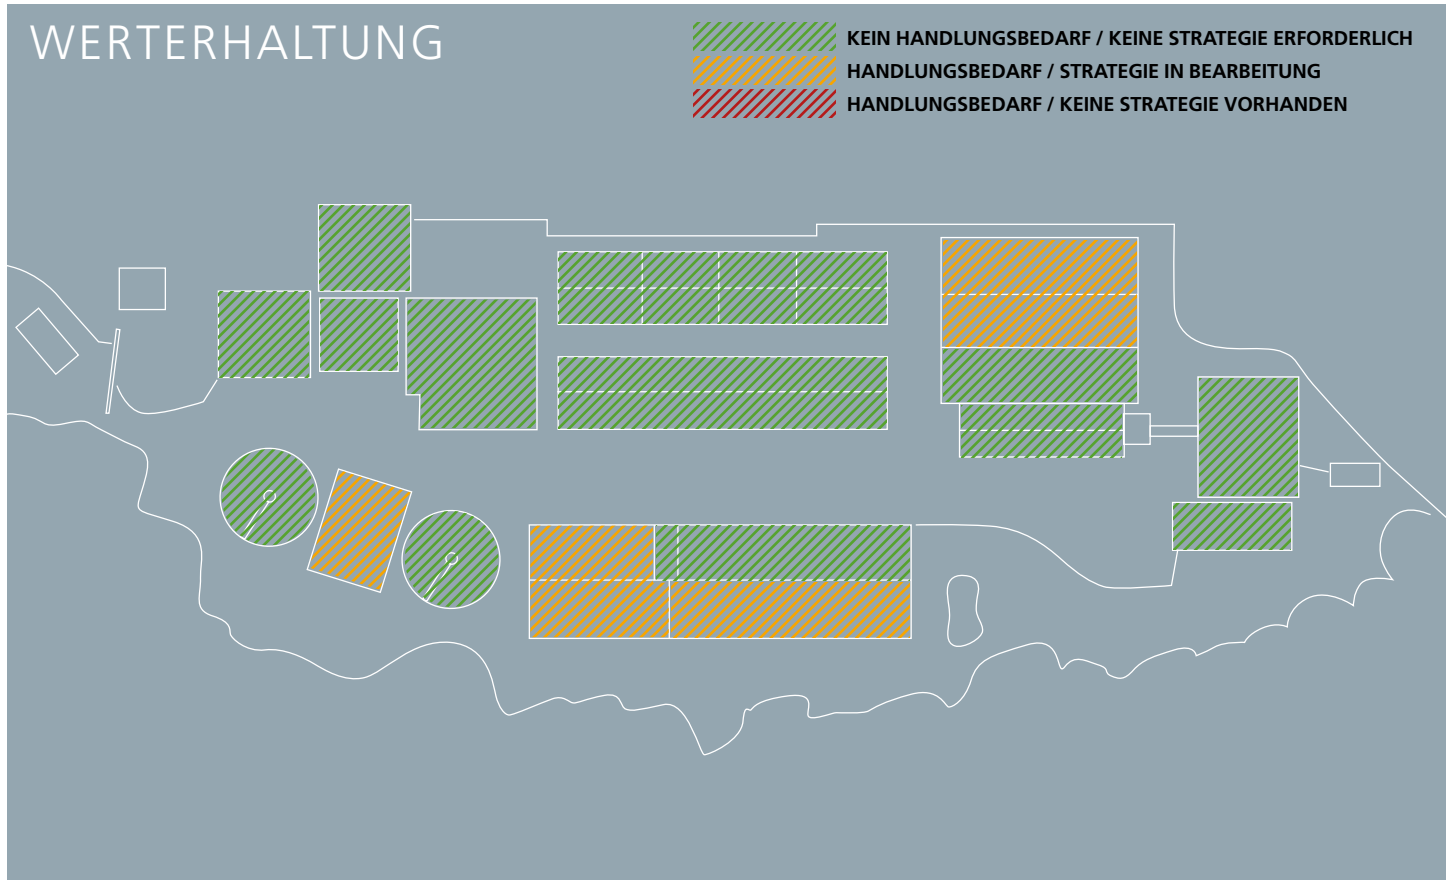 WERTERHALTUNG
KEIN HANDLUNGSBEDARF / KEINE STRATEGIE ERFORDERLICH
HANDLUNGSBEDARF / STRATEGIE IN BEARBEITUNG
HANDLUNGSBEDARF / KEINE STRATEGIE VORHANDEN